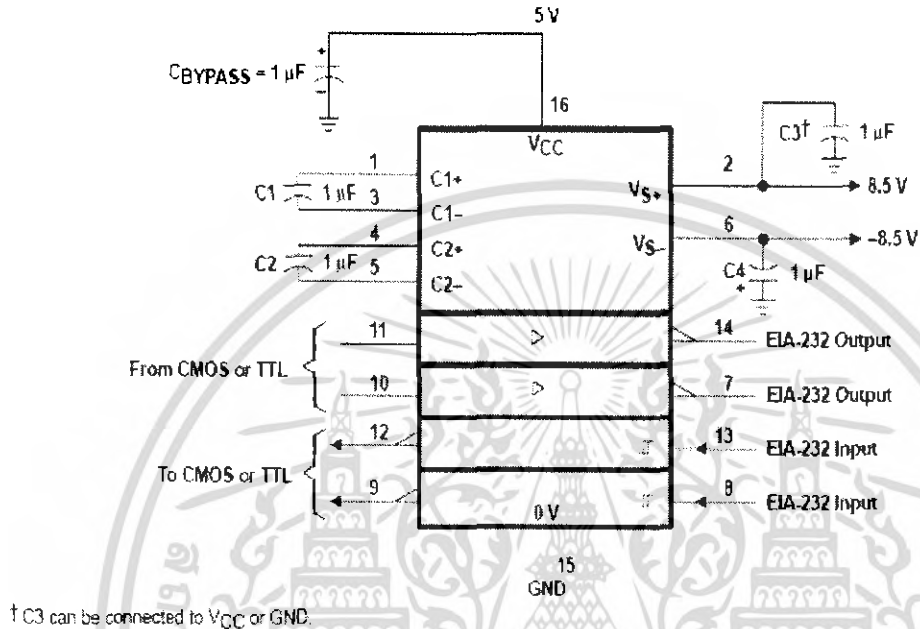 5 V
CBYPASS = 1 µF
+
16
VCC
C3† 1 µF
1
2
C1+
VS+
8.5 V
C1 1 µF
3
C1−
4
6
C2+
VS-
−8.5 V
C2 1 µF
5
C2−
C4
+
1 µF
11
14
EIA-232 Output
From CMOS or TTL
10
7
EIA-232 Output
12
13
EIA-232 Input
To CMOS or TTL
9
8
EIA-232 Input
0 V
15
GND
† C3 can be connected to VCC or GND.